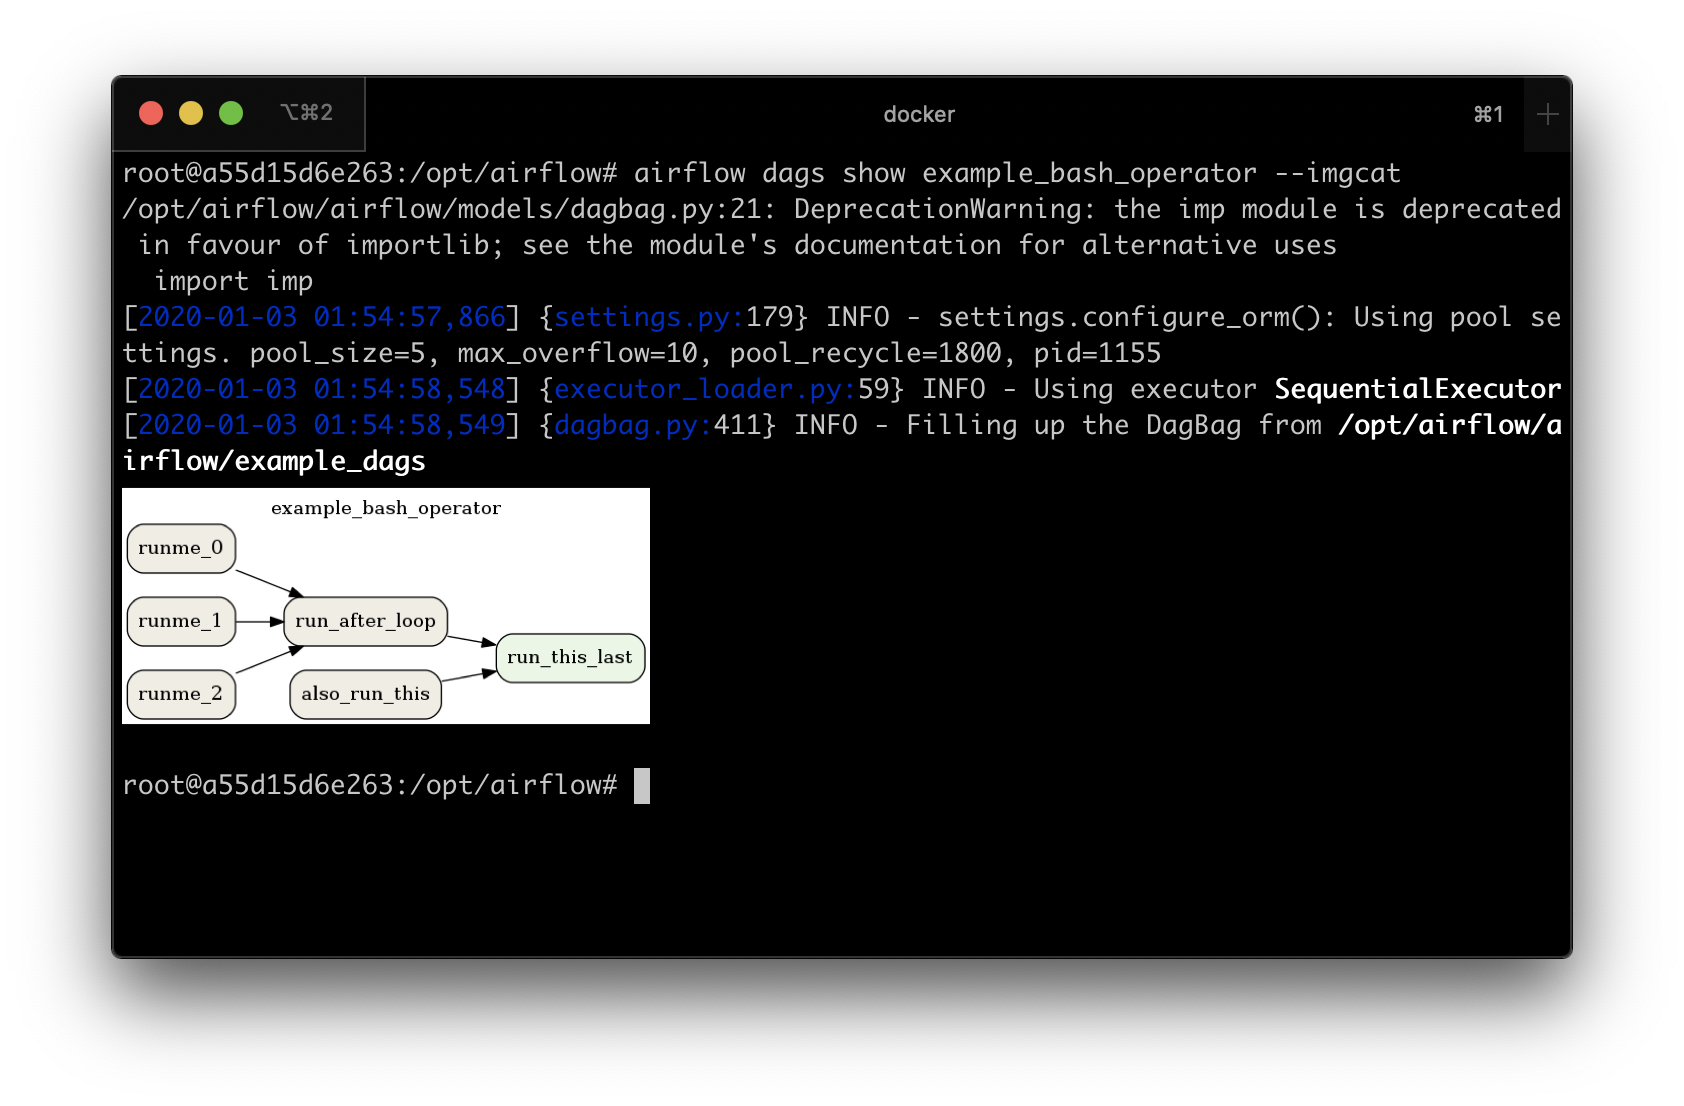 ⌥⌘2 docker ⌘1 +
root@a55d15d6e263:/opt/airflow# airflow dags show example_bash_operator --imgcat
/opt/airflow/airflow/models/dagbag.py:21: DeprecationWarning: the imp module is deprecated
 in favour of importlib; see the module's documentation for alternative uses
  import imp
[2020-01-03 01:54:57,866] {settings.py:179} INFO - settings.configure_orm(): Using pool se
ttings. pool_size=5, max_overflow=10, pool_recycle=1800, pid=1155
[2020-01-03 01:54:58,548] {executor_loader.py:59} INFO - Using executor SequentialExecutor
[2020-01-03 01:54:58,549] {dagbag.py:411} INFO - Filling up the DagBag from /opt/airflow/a
irflow/example_dags
example_bash_operator
runme_0
runme_1
run_after_loop
run_this_last
runme_2
also_run_this
root@a55d15d6e263:/opt/airflow#